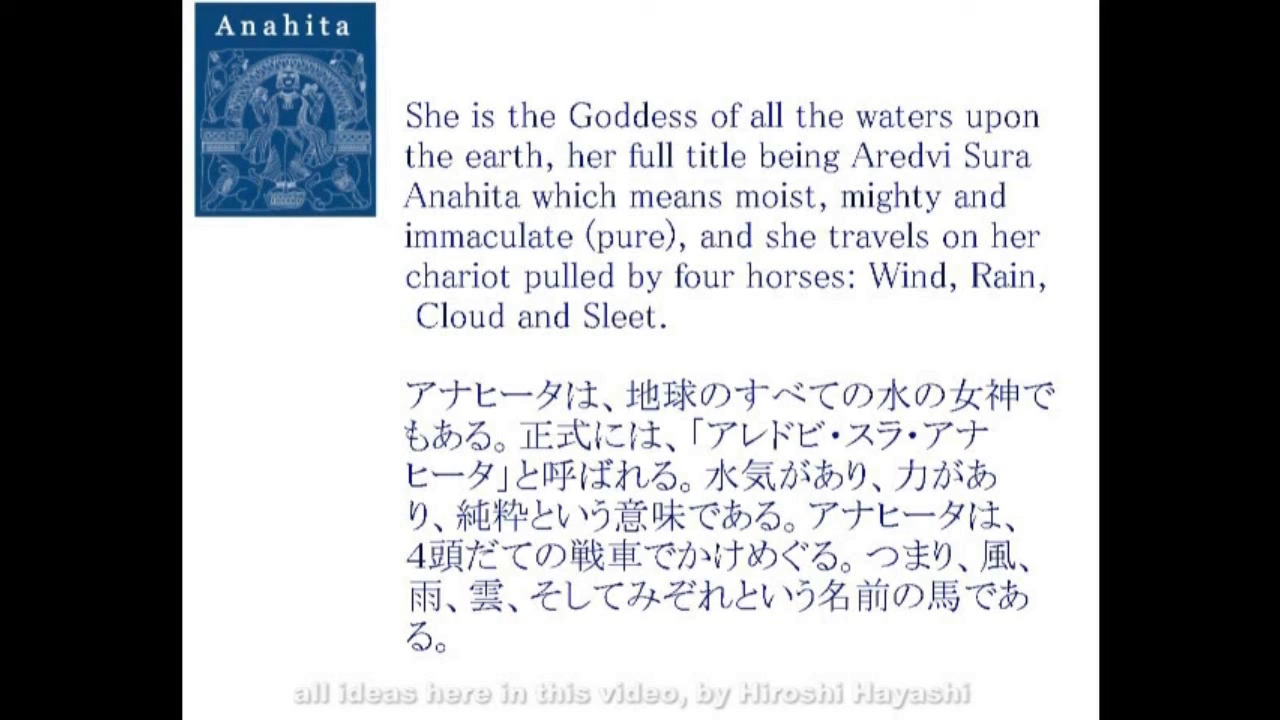 Anahita
She is the Goddess of all the waters upon
the earth, her full title being Aredvi Sura
Anahita which means moist, mighty and
immaculate (pure), and she travels on her
chariot pulled by four horses: Wind, Rain,
Cloud and Sleet.
アナヒータは、地球のすべての水の女神で
もある。正式には、「アレドビ・スラ・アナ
ヒータ」と呼ばれる。水気があり、力があ
り、純粋という意味である。アナヒータは、
4頭だての戦車でかけめぐる。つまり、風、
雨、雲、そしてみぞれという名前の馬であ
る。
all ideas here in this video, by Hiroshi Hayashi